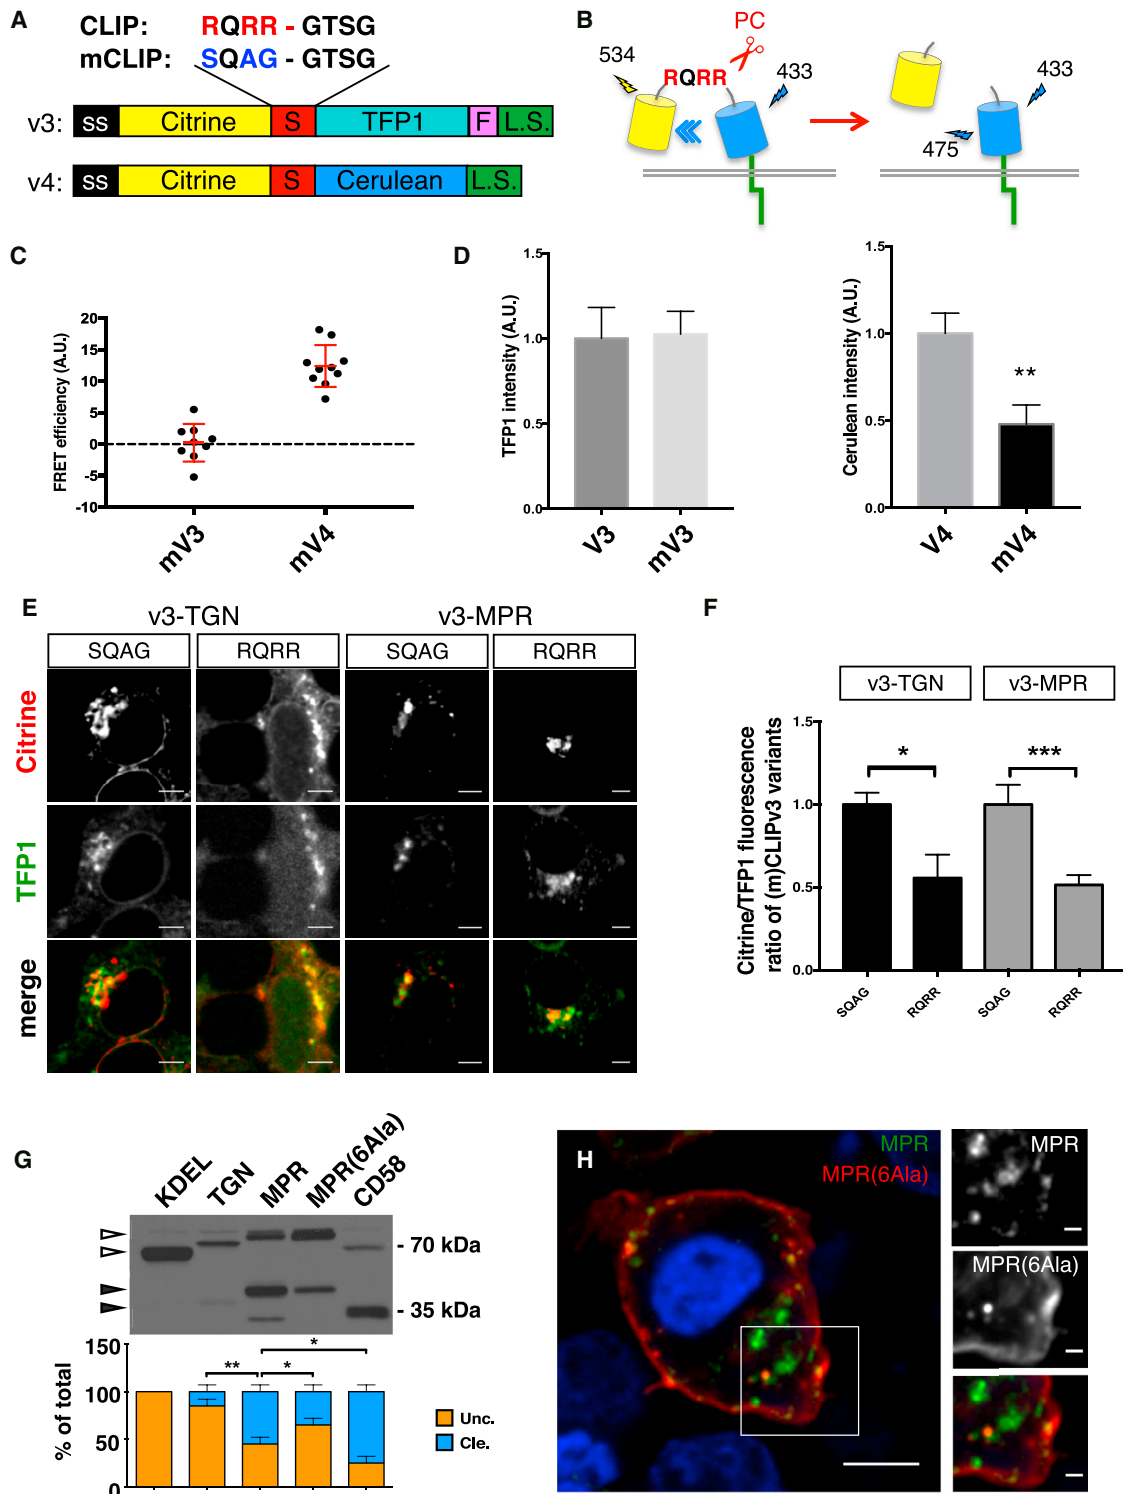 A
CLIP: RQRR - GTSG
mCLIP: SQAG - GTSG
v3: ss Citrine S TFP1 F L.S.
v4: ss Citrine S Cerulean L.S.
B
PC
534
RQRR
433
433
475
C
FRET efficiency (A.U.)
20
15
10
5
0
-5
-10
mV3
mV4
D
TFP1 intensity (A.U.)
1.5
1.0
0.5
0.0
V3
mV3
Cerulean intensity (A.U.)
1.5
1.0
0.5
0.0
**
V4
mV4
E
v3-TGN
v3-MPR
SQAG
RQRR
SQAG
RQRR
Citrine
TFP1
merge
F
v3-TGN
v3-MPR
Citrine/TFP1 fluorescence
ratio of (m)CLIPv3 variants
1.5
1.0
0.5
0.0
*
***
SQAG
RQRR
SQAG
RQRR
G
KDEL
TGN
MPR
MPR(6Ala)
CD58
- 70 kDa
- 35 kDa
% of total
150
100
50
0
*
**
*
Unc.
Cle.
H
MPR
MPR(6Ala)
MPR
MPR(6Ala)